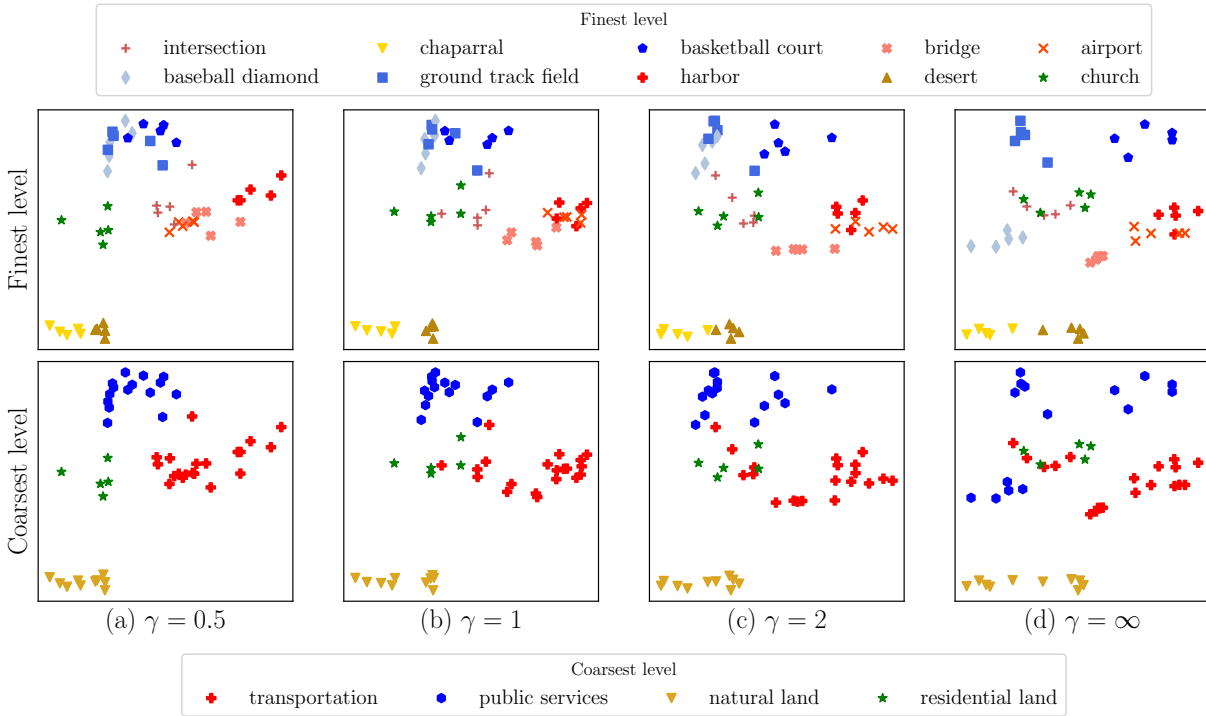 Finest level
intersection chaparral basketball court bridge airport
baseball diamond ground track field harbor desert church
Finest level
Coarsest level
(a) γ = 0.5 (b) γ = 1 (c) γ = 2 (d) γ = ∞
Coarsest level
transportation public services natural land residential land